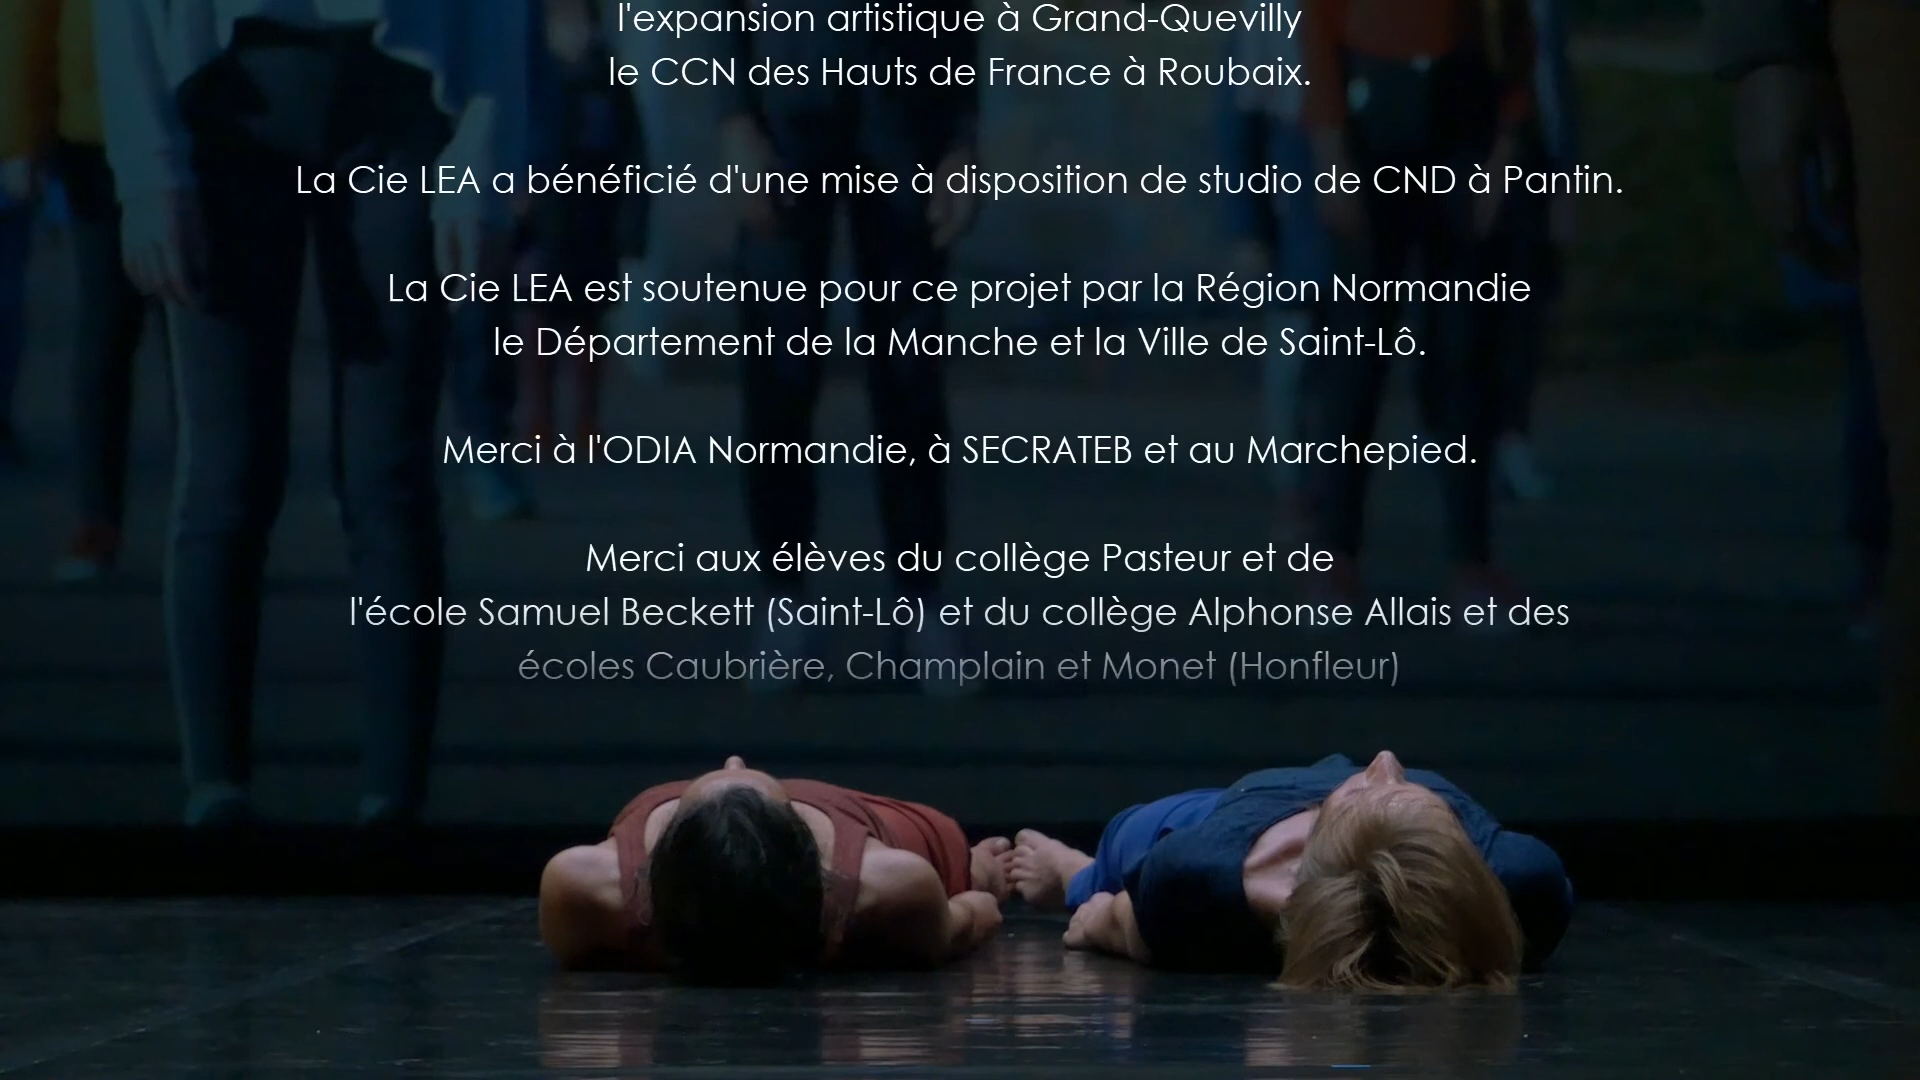 l'expansion artistique à Grand-Quevilly
le CCN des Hauts de France à Roubaix.
La Cie LEA a bénéficié d'une mise à disposition de studio de CND à Pantin.
La Cie LEA est soutenue pour ce projet par la Région Normandie
le Département de la Manche et la Ville de Saint-Lô.
Merci à l'ODIA Normandie, à SECRATEB et au Marchepied.
Merci aux élèves du collège Pasteur et de
l'école Samuel Beckett (Saint-Lô) et du collège Alphonse Allais et des
écoles Caubrière, Champlain et Monet (Honfleur)